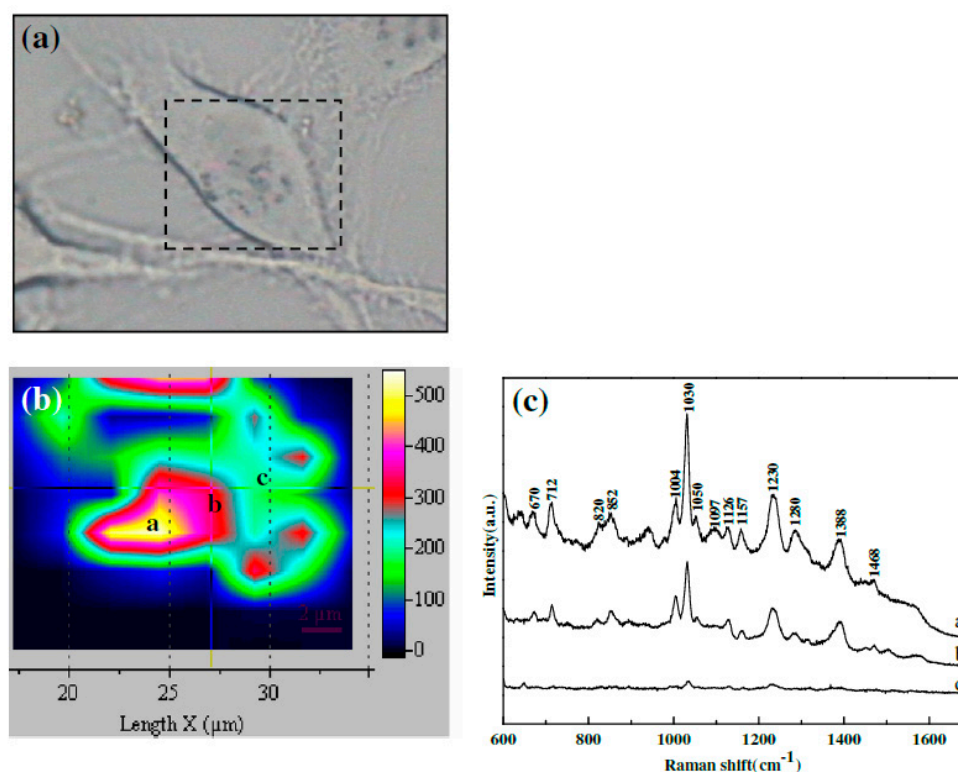 (a)
(b)
a
b
c
2 μm
500
400
300
200
100
0
20 25 30
Length X (µm)
(c)
Intensity(a.u.)
670
712
820
852
1004
1030
1050
1097
1126
1157
1230
1280
1388
1468
a
b
c
600 800 1000 1200 1400 1600
Raman shift(cm⁻¹)